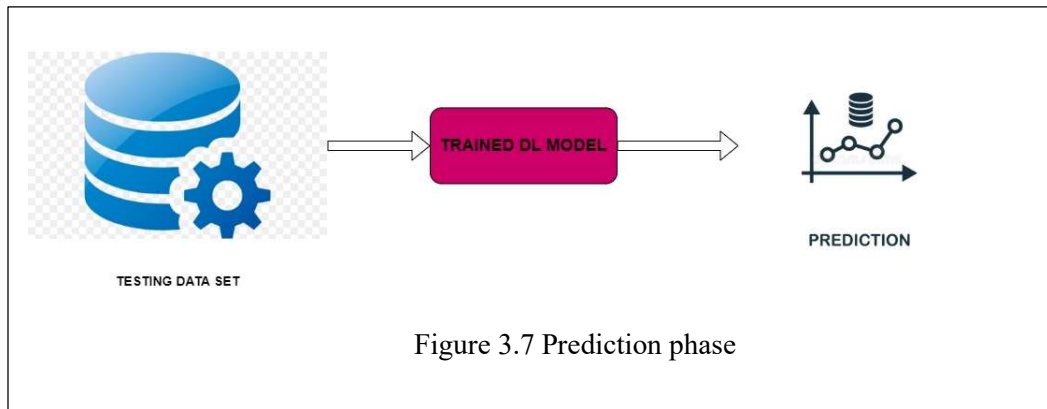 TRAINED DL MODEL
PREDICTION
TESTING DATA SET
Figure 3.7 Prediction phase